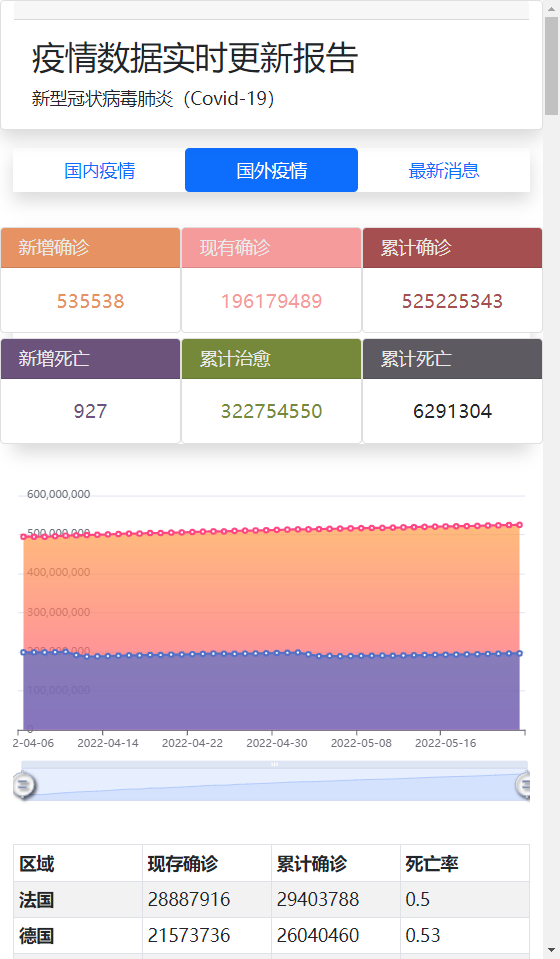 疫情数据实时更新报告
新型冠状病毒肺炎（Covid-19）
国内疫情 国外疫情 最新消息
新增确诊 现有确诊 累计确诊
535538 196179489 525225343
新增死亡 累计治愈 累计死亡
927 322754550 6291304
600,000,000
500,000,000
400,000,000
300,000,000
200,000,000
100,000,000
0
2-04-06 2022-04-14 2022-04-22 2022-04-30 2022-05-08 2022-05-16
区域 现存确诊 累计确诊 死亡率
法国 28887916 29403788 0.5
德国 21573736 26040460 0.53